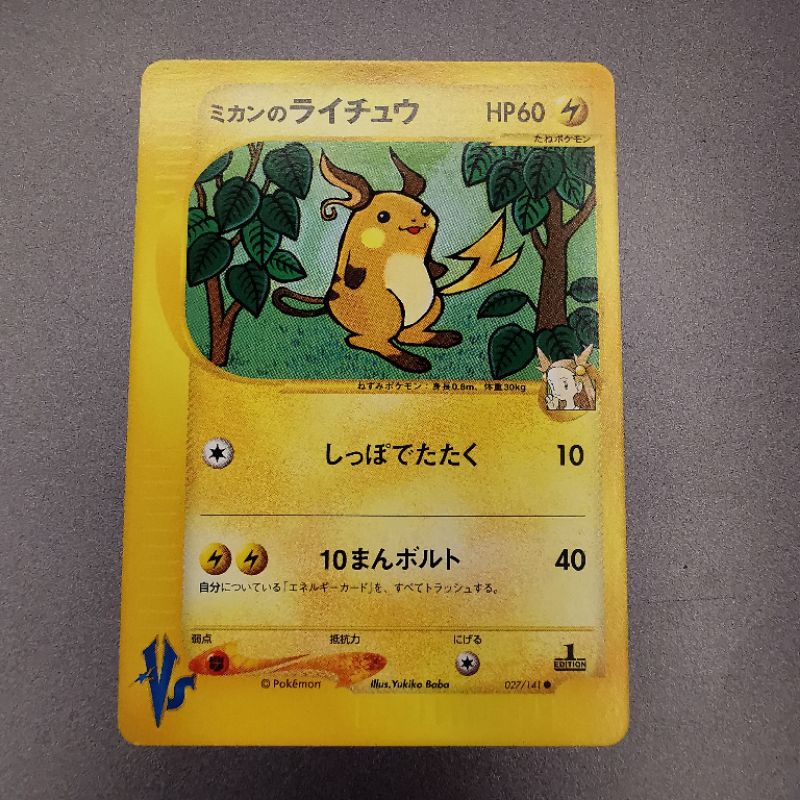 ミカンのライチュウ HP60
たねポケモン
ねずみポケモン：身長0.8m、体重30kg
しっぽでたたく 10
10まんボルト 40
自分についている「エネルギーカード」を、すべてトラッシュする。
弱点 抵抗力 にげる
1 EDITION
VS
©Pokémon Illus.Yukiko Baba 027/141